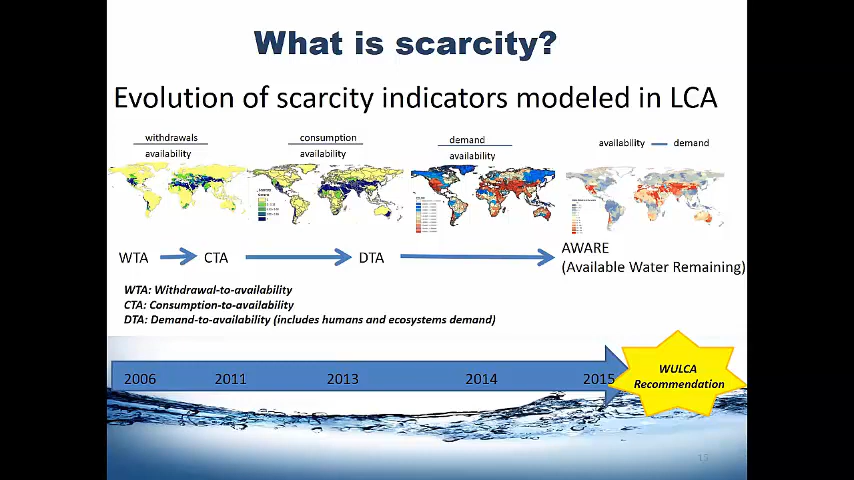 What is scarcity?
Evolution of scarcity indicators modeled in LCA
withdrawals
availability
consumption
availability
demand
availability
availability — demand
WTA
CTA
DTA
AWARE
(Available Water Remaining)
WTA: Withdrawal-to-availability
CTA: Consumption-to-availability
DTA: Demand-to-availability (includes humans and ecosystems demand)
2006
2011
2013
2014
2015
WULCA
Recommendation
15